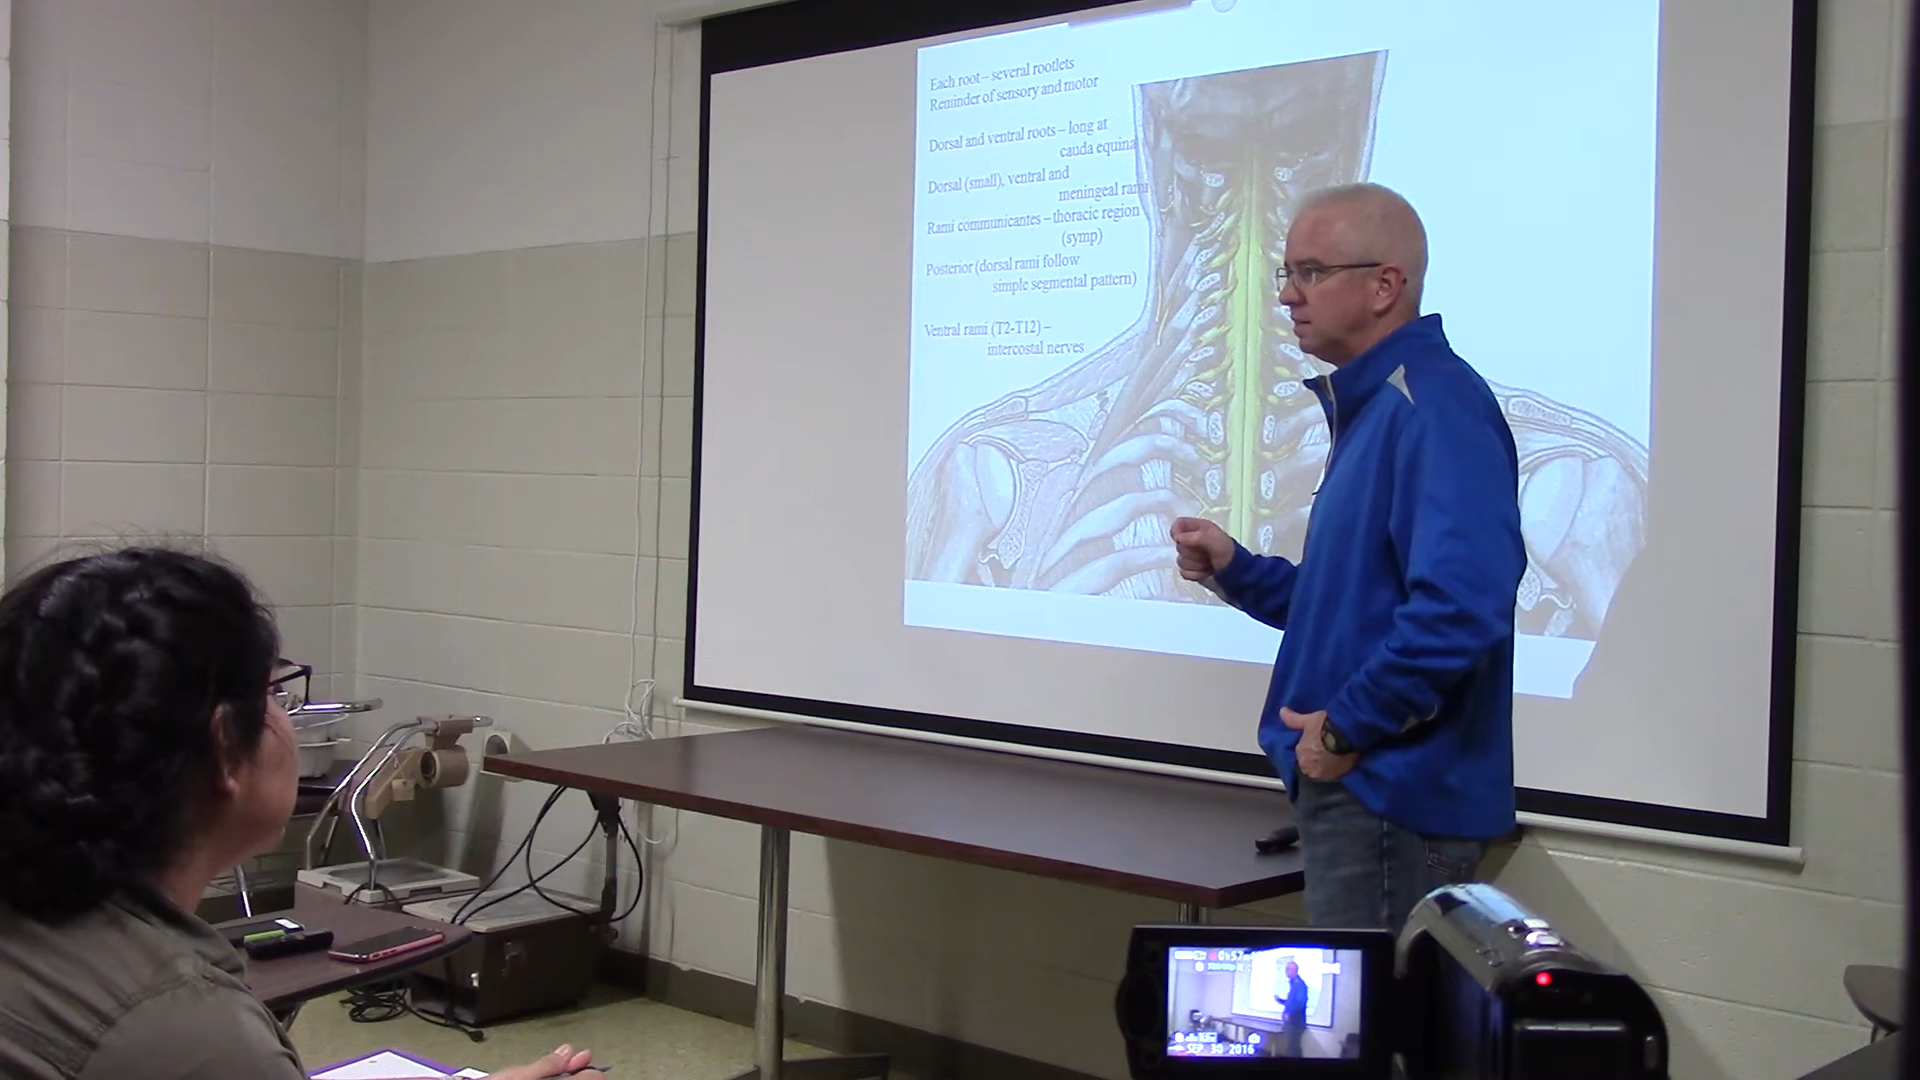 Each root – several rootlets
Reminder of sensory and motor
Dorsal and ventral roots – long at
cauda equina
Dorsal (small), ventral and
meningeal rami
Rami communicantes – thoracic region
(symp)
Posterior (dorsal rami follow
simple segmental pattern)
Ventral rami (T2-T12) –
intercostal nerves
SEP 30 2016